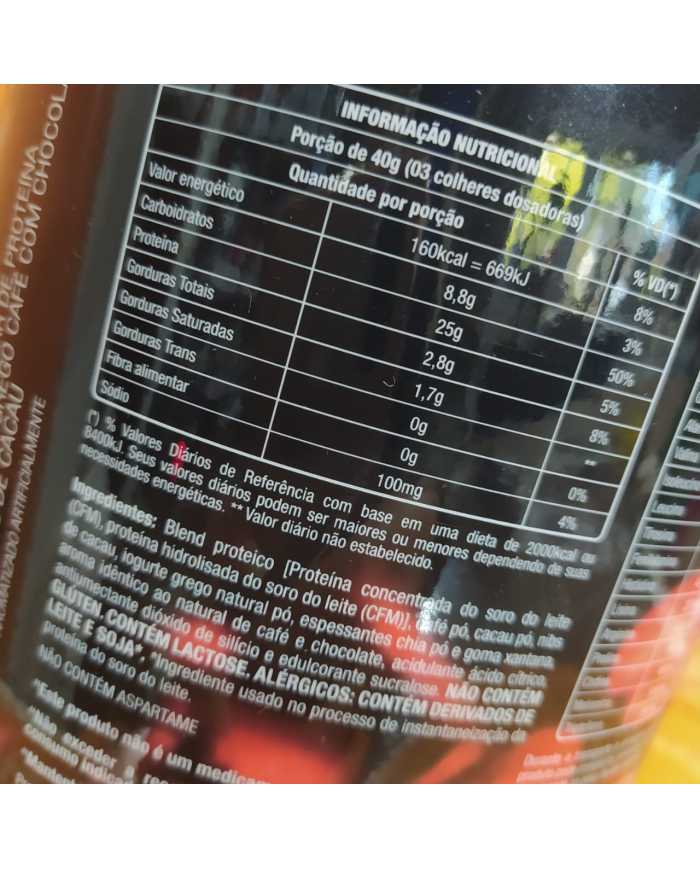 DE PROTEÍNA
GREGO CAFÉ COM CHOCOL
DE CACAU
AROMATIZADO ARTIFICIALMENTE
INFORMAÇÃO NUTRICIONAL
Porção de 40g (03 colheres dosadoras)
Quantidade por porção % VD(*)
Valor energético 160kcal = 669kJ 8%
Carboidratos 8,8g 3%
Proteína 25g 50%
Gorduras Totais 2,8g 5%
Gorduras Saturadas 1,7g 8%
Gorduras Trans 0g **
Fibra alimentar 0g 0%
Sódio 100mg 4%
(*) % Valores Diários de Referência com base em uma dieta de 2000kcal ou
8400kJ. Seus valores diários podem ser maiores ou menores dependendo de suas
necessidades energéticas. ** Valor diário não estabelecido.
Ingredientes: Blend proteico [Proteína concentrada do soro do leite
(CFM), proteína hidrolisada do soro do leite (CFM)], café pó, cacau pó, nibs
de cacau, iogurte grego natural pó, espessantes chia pó e goma xantana,
aroma idêntico ao natural de café e chocolate, acidulante ácido cítrico,
antiumectante dióxido de silício e edulcorante sucralose. NÃO CONTÉM
GLÚTEN. CONTÉM LACTOSE. ALÉRGICOS: CONTÉM DERIVADOS DE
LEITE E SOJA*. *Ingrediente usado no processo de instantaneização da
proteína do soro do leite.
NÃO CONTÉM ASPARTAME
"Este produto não é um medicam
"Não exceder a rec
consumo indicad
"Mantenh